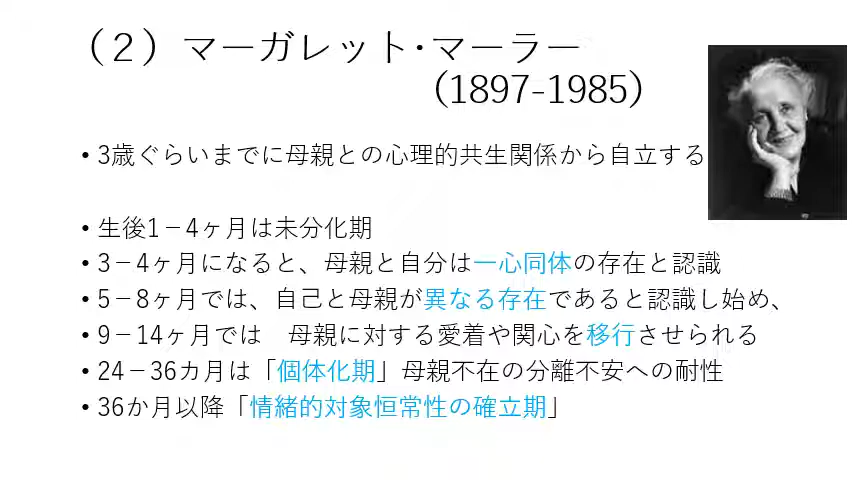 （２）マーガレット･マーラー
（1897-1985）
• 3歳ぐらいまでに母親との心理的共生関係から自立する
• 生後1－4ヶ月は未分化期
• 3－4ヶ月になると、母親と自分は一心同体の存在と認識
• 5－8ヶ月では、自己と母親が異なる存在であると認識し始め、
• 9－14ヶ月では　母親に対する愛着や関心を移行させられる
• 24－36カ月は「個体化期」母親不在の分離不安への耐性
• 36か月以降「情緒的対象恒常性の確立期」